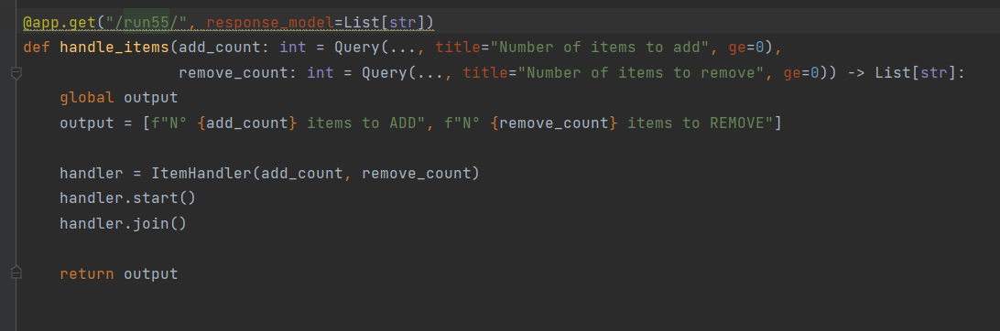 @app.get("/run55/", response_model=List[str])
def handle_items(add_count: int = Query(..., title="Number of items to add", ge=0),
                 remove_count: int = Query(..., title="Number of items to remove", ge=0)) -> List[str]:
    global output
    output = [f"N° {add_count} items to ADD", f"N° {remove_count} items to REMOVE"]

    handler = ItemHandler(add_count, remove_count)
    handler.start()
    handler.join()

    return output